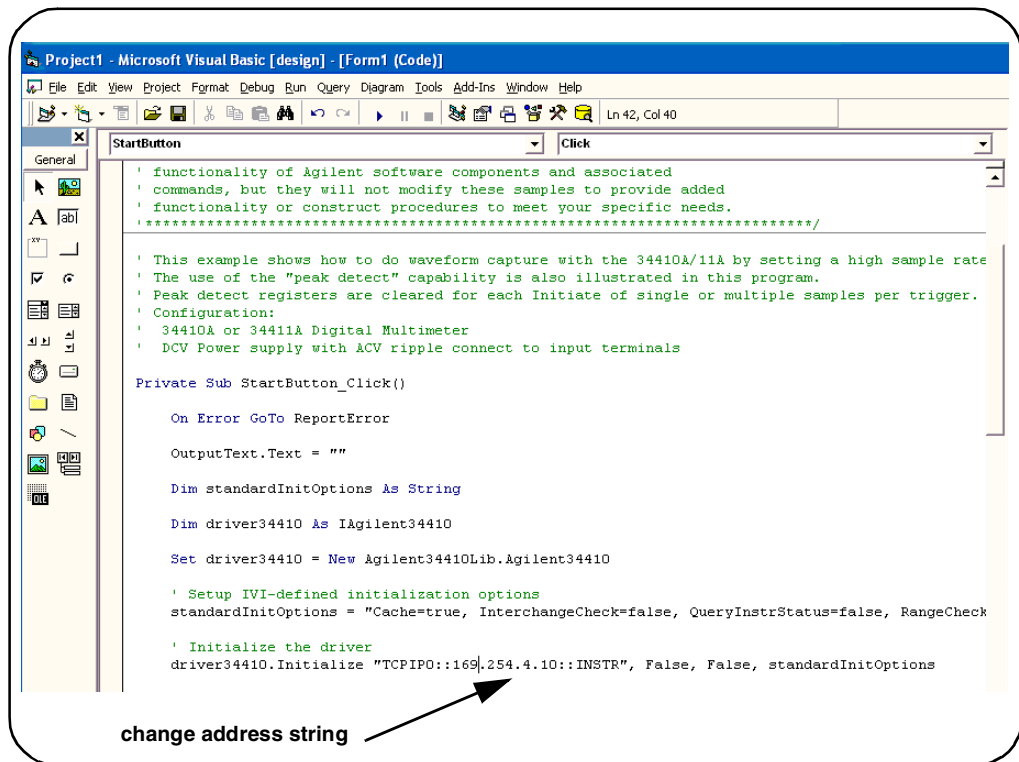 Project1 - Microsoft Visual Basic [design] - [Form1 (Code)]
File Edit View Project Format Debug Run Query Diagram Tools Add-Ins Window Help
Ln 42, Col 40
General
StartButton Click
A ab|
XY
OLE
' functionality of Agilent software components and associated
' commands, but they will not modify these samples to provide added
' functionality or construct procedures to meet your specific needs.
'***************************************************************************/
' This example shows how to do waveform capture with the 34410A/11A by setting a high sample rate
' The use of the "peak detect" capability is also illustrated in this program.
' Peak detect registers are cleared for each Initiate of single or multiple samples per trigger.
' Configuration:
' 34410A or 34411A Digital Multimeter
' DCV Power supply with ACV ripple connect to input terminals
Private Sub StartButton_Click()
On Error GoTo ReportError
OutputText.Text = ""
Dim standardInitOptions As String
Dim driver34410 As IAgilent34410
Set driver34410 = New Agilent34410Lib.Agilent34410
' Setup IVI-defined initialization options
standardInitOptions = "Cache=true, InterchangeCheck=false, QueryInstrStatus=false, RangeCheck
' Initialize the driver
driver34410.Initialize "TCPIP0::169.254.4.10::INSTR", False, False, standardInitOptions
change address string